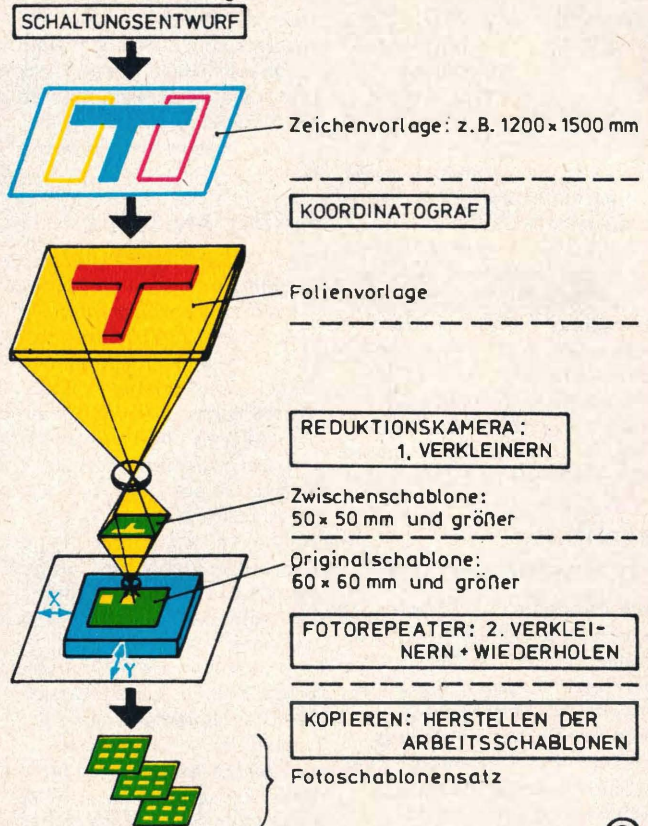 SCHALTUNGSENTWURF
Zeichenvorlage: z.B. 1200 x 1500 mm
KOORDINATOGRAF
Folienvorlage
REDUKTIONSKAMERA:
1. VERKLEINERN
Zwischenschablone:
50 x 50 mm und größer
Originalschablone:
60 x 60 mm und größer
X
Y
FOTOREPEATER: 2. VERKLEI-
NERN + WIEDERHOLEN
KOPIEREN: HERSTELLEN DER
ARBEITSSCHABLONEN
Fotoschablonensatz